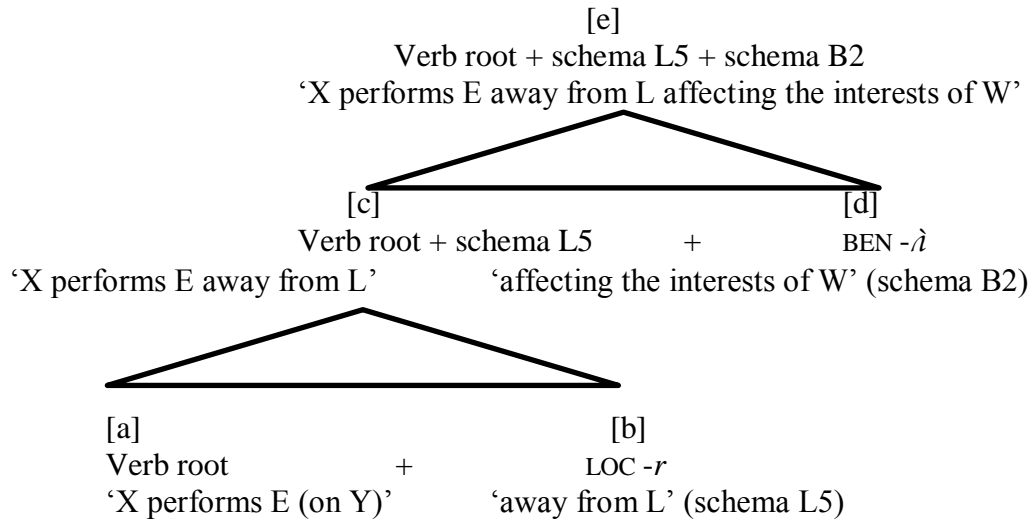 [e]
Verb root + schema L5 + schema B2
‘X performs E away from L affecting the interests of W’
[c] [d]
Verb root + schema L5 + BEN -λ̀
‘X performs E away from L’ ‘affecting the interests of W’ (schema B2)
[a] [b]
Verb root + LOC -r
‘X performs E (on Y)’ ‘away from L’ (schema L5)